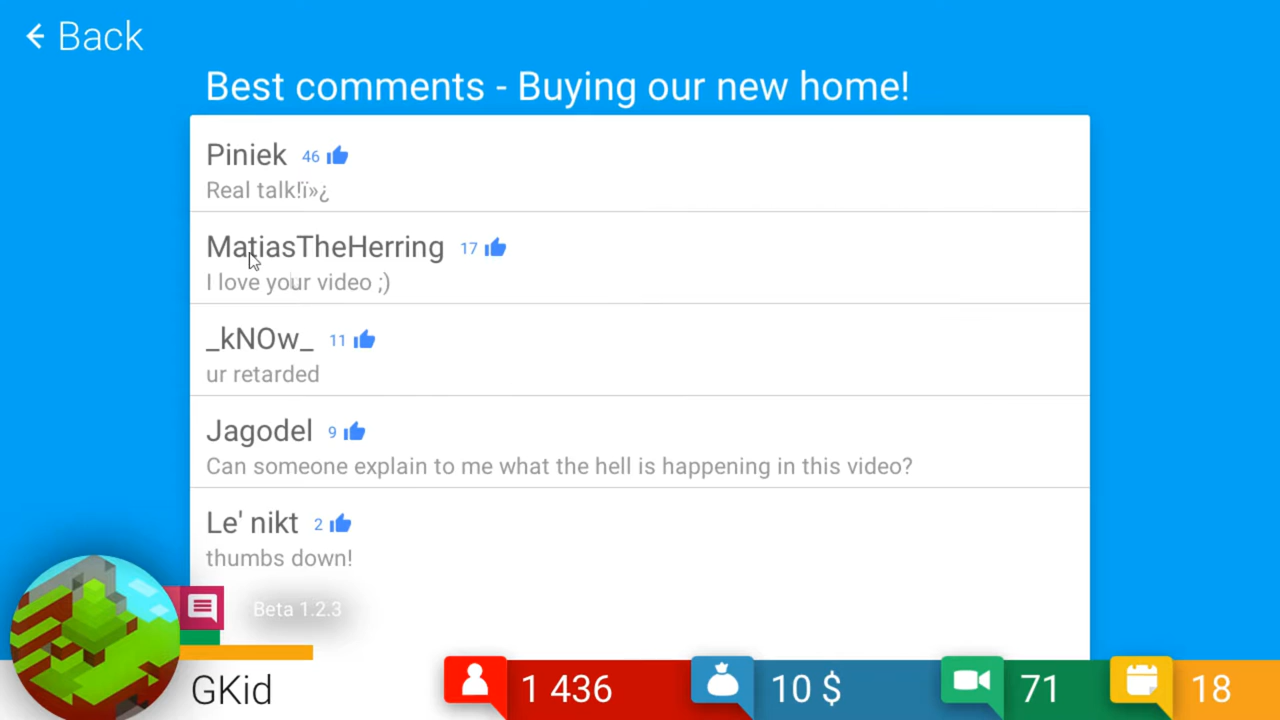 Back
Best comments - Buying our new home!
Piniek 46
Real talk!ï»¿
MatiasTheHerring 17
I love your video ;)
_kNOw_ 11
ur retarded
Jagodel 9
Can someone explain to me what the hell is happening in this video?
Le' nikt 2
thumbs down!
Beta 1.2.3
GKid 1 436 10 $ 71 18